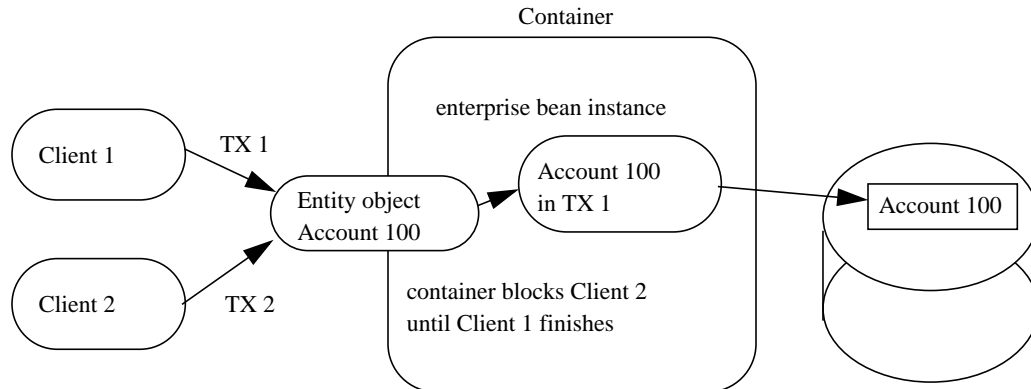 Container
enterprise bean instance
Client 1
TX 1
Account 100
in TX 1
Entity object
Account 100
Account 100
Client 2
TX 2
container blocks Client 2
until Client 1 finishes